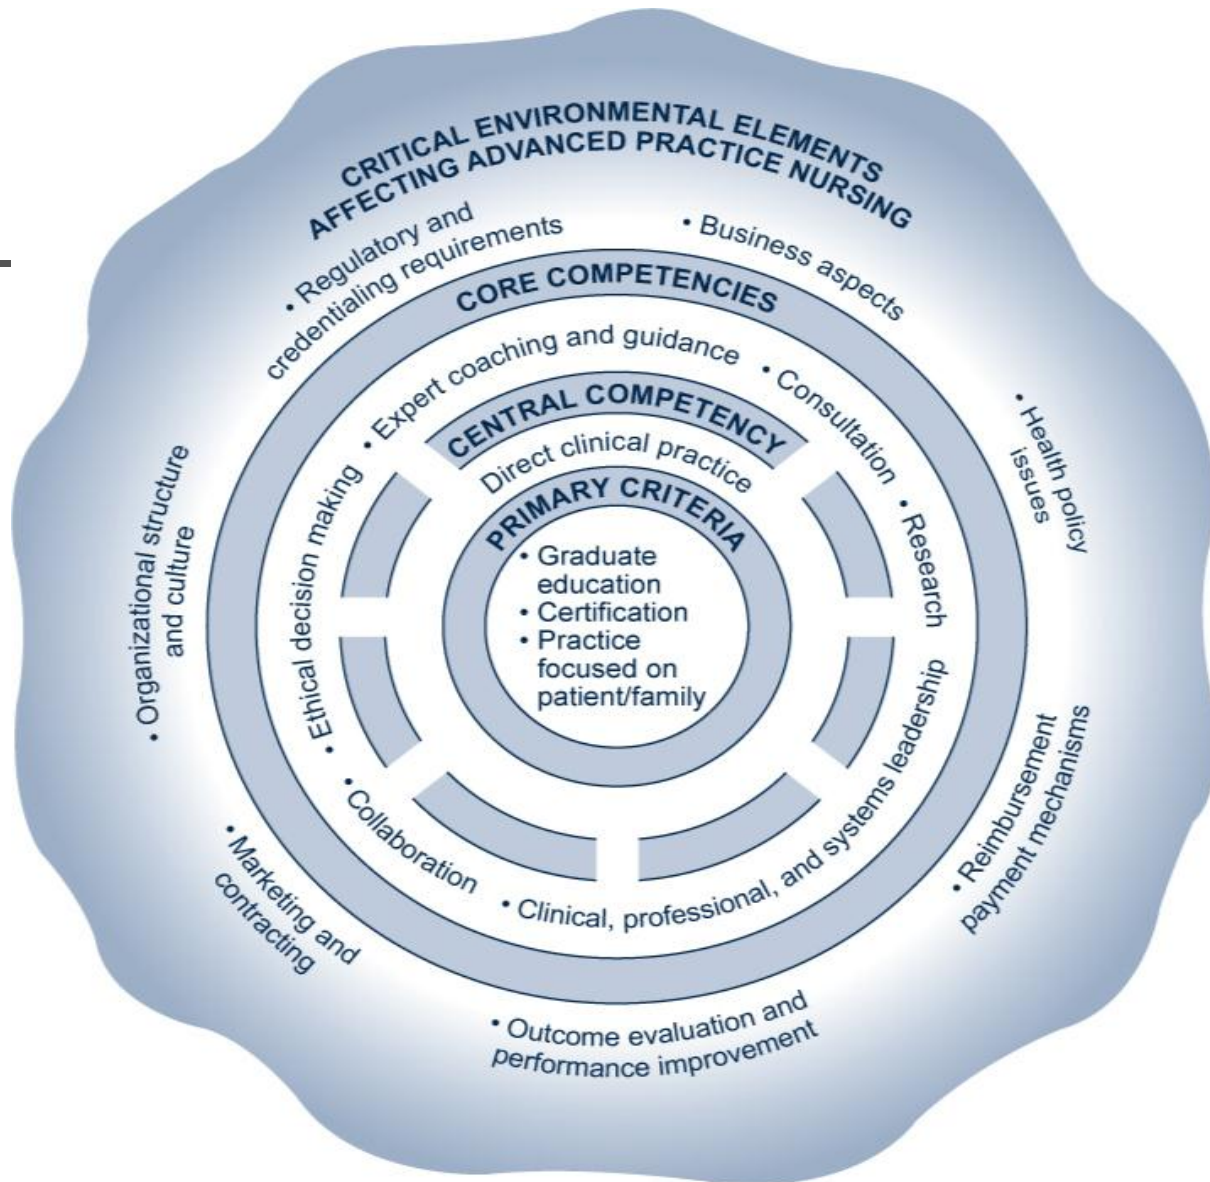 CRITICAL ENVIRONMENTAL ELEMENTS
AFFECTING ADVANCED PRACTICE NURSING
• Regulatory and
credentialing requirements
• Business aspects
• Health policy
issues
• Reimbursement
payment mechanisms
• Outcome evaluation and
performance improvement
• Marketing and
contracting
• Organizational structure
and culture
CORE COMPETENCIES
• Expert coaching and guidance
• Consultation
• Research
• Clinical, professional, and systems leadership
• Collaboration
• Ethical decision making
CENTRAL COMPETENCY
Direct clinical practice
PRIMARY CRITERIA
• Graduate
education
• Certification
• Practice
focused on
patient/family